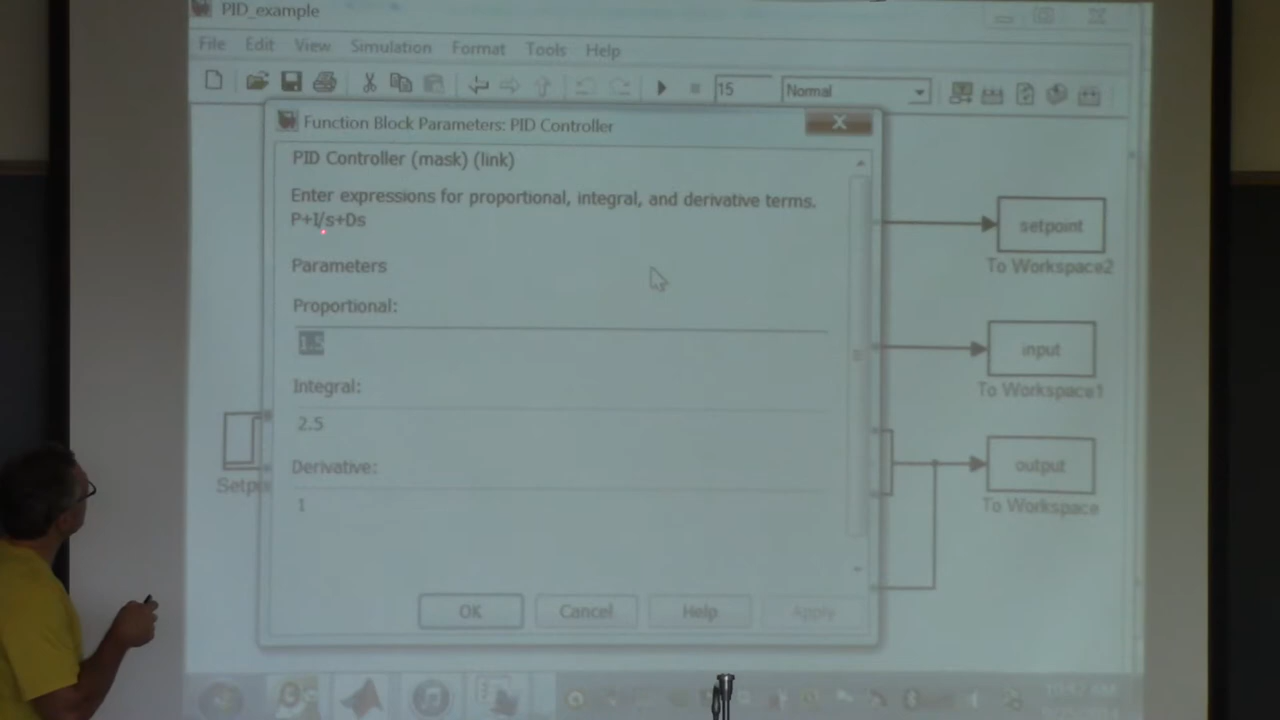 PID_example
File Edit View Simulation Format Tools Help
15 Normal
Function Block Parameters: PID Controller
PID Controller (mask) (link)
Enter expressions for proportional, integral, and derivative terms.
P+I/s+Ds
Parameters
Proportional:
1.5
Integral:
2.5
Derivative:
1
OK Cancel Help Apply
setpoint
To Workspace2
input
To Workspace1
output
To Workspace